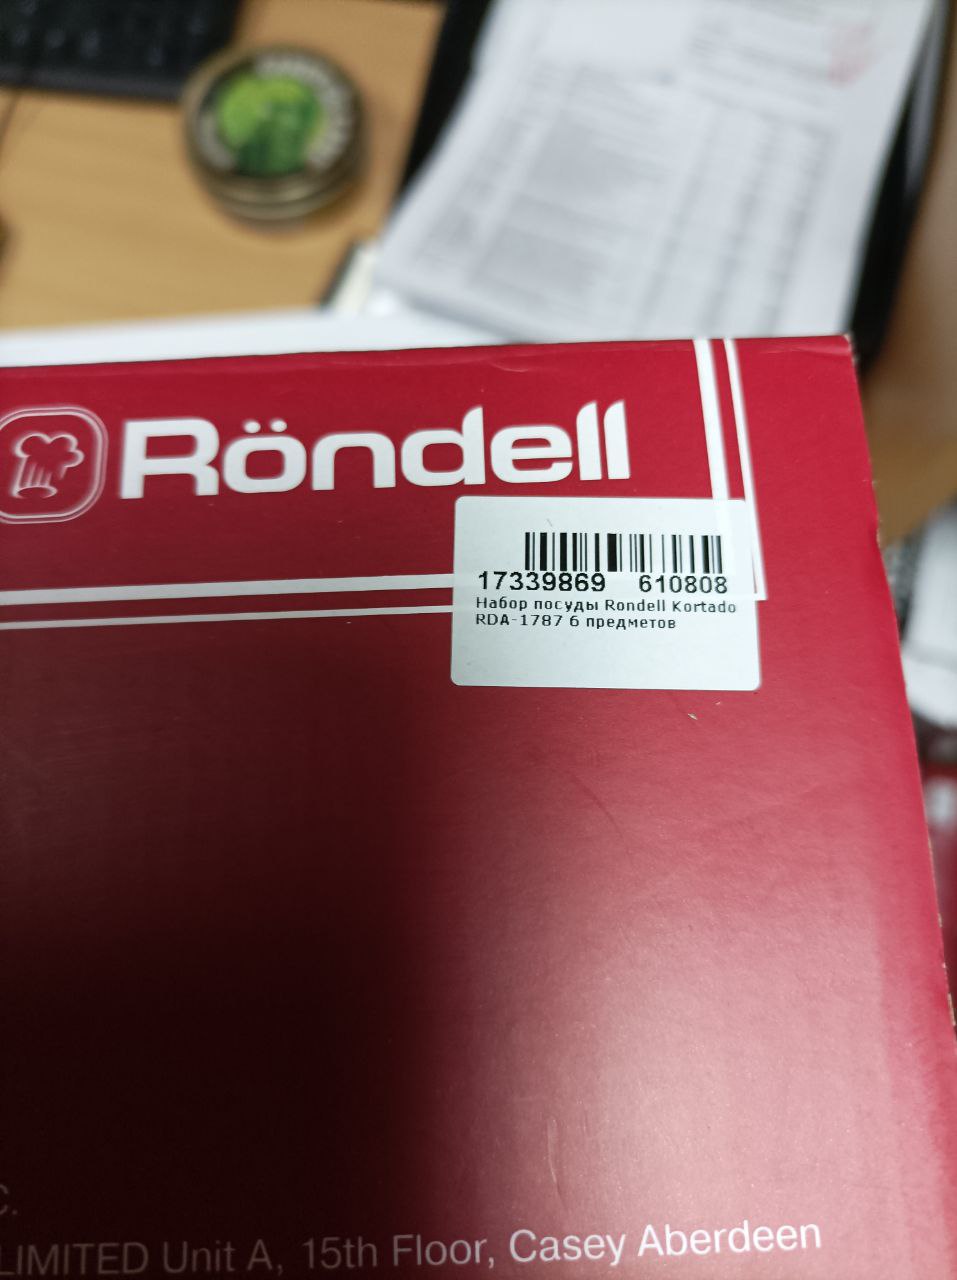 Röndell
17339869 610808
Набор посуды Rondell Kortado
RDA-1787 6 предметов
C.
LIMITED Unit A, 15th Floor, Casey Aberdeen